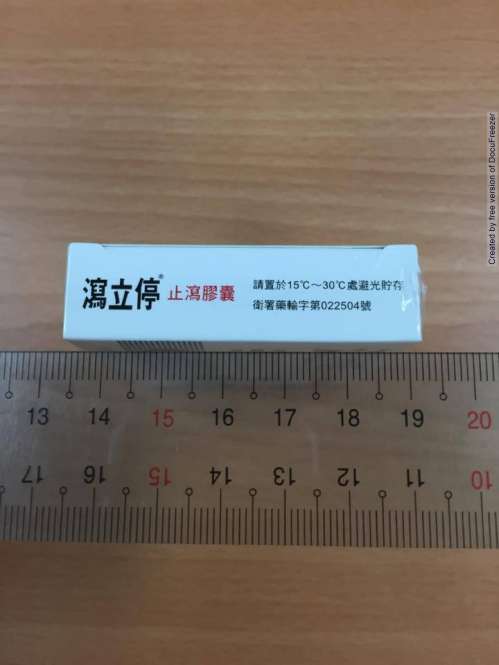 瀉立停® 止瀉膠囊
請置於15℃～30℃處避光貯存
衛署藥輸字第022504號
13 14 15 16 17 18 19 20
17 16 15 14 13 12 11 10
Created by free version of DocuFreezer